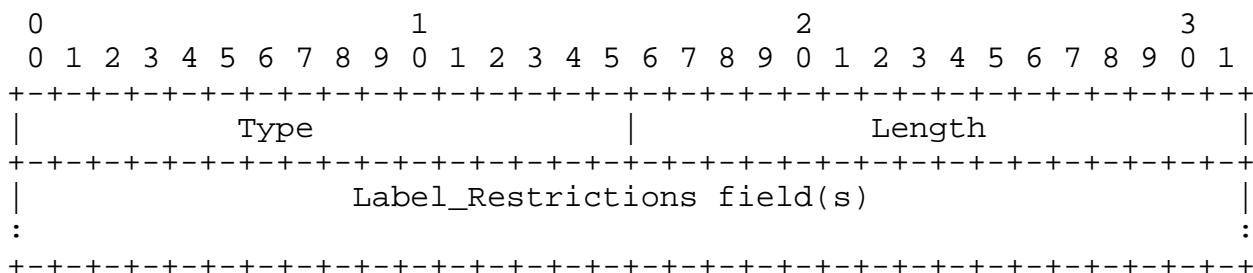 0                   1                   2                   3
 0 1 2 3 4 5 6 7 8 9 0 1 2 3 4 5 6 7 8 9 0 1 2 3 4 5 6 7 8 9 0 1
+-+-+-+-+-+-+-+-+-+-+-+-+-+-+-+-+-+-+-+-+-+-+-+-+-+-+-+-+-+-+-+-+
|           Type                |            Length             |
+-+-+-+-+-+-+-+-+-+-+-+-+-+-+-+-+-+-+-+-+-+-+-+-+-+-+-+-+-+-+-+-+
|                 Label_Restrictions field(s)                   |
:                                                               :
+-+-+-+-+-+-+-+-+-+-+-+-+-+-+-+-+-+-+-+-+-+-+-+-+-+-+-+-+-+-+-+-+